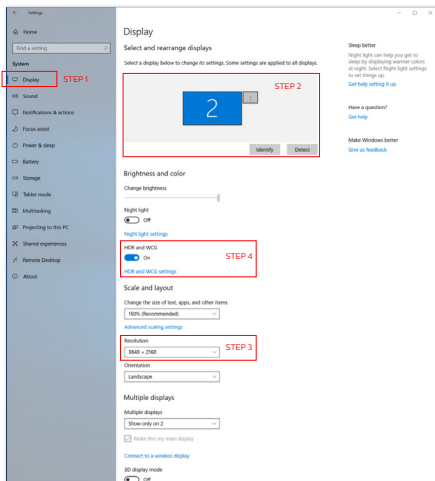 Settings
Home
Find a setting
System
Display
STEP 1
Sound
Notifications & actions
Focus assist
Power & sleep
Battery
Storage
Tablet mode
Multitasking
Projecting to this PC
Shared experiences
Remote Desktop
About
Display
Select and rearrange displays
Select a display below to change its settings. Some settings are applied to all displays.
STEP 2
2
1
Identify
Detect
Brightness and color
Change brightness
Night light
Off
Night light settings
HDR and WCG
STEP 4
On
HDR and WCG settings
Scale and layout
Change the size of text, apps, and other items
150% (Recommended)
Advanced scaling settings
Resolution
STEP 3
3840 × 2160
Orientation
Landscape
Multiple displays
Multiple displays
Show only on 2
Make this my main display
Connect to a wireless display
3D display mode
Off
Sleep better
Night light can help you get to
sleep by displaying warmer colors
at night. Select Night light settings
to set things up.
Get help setting it up
Have a question?
Get help
Make Windows better
Give us feedback